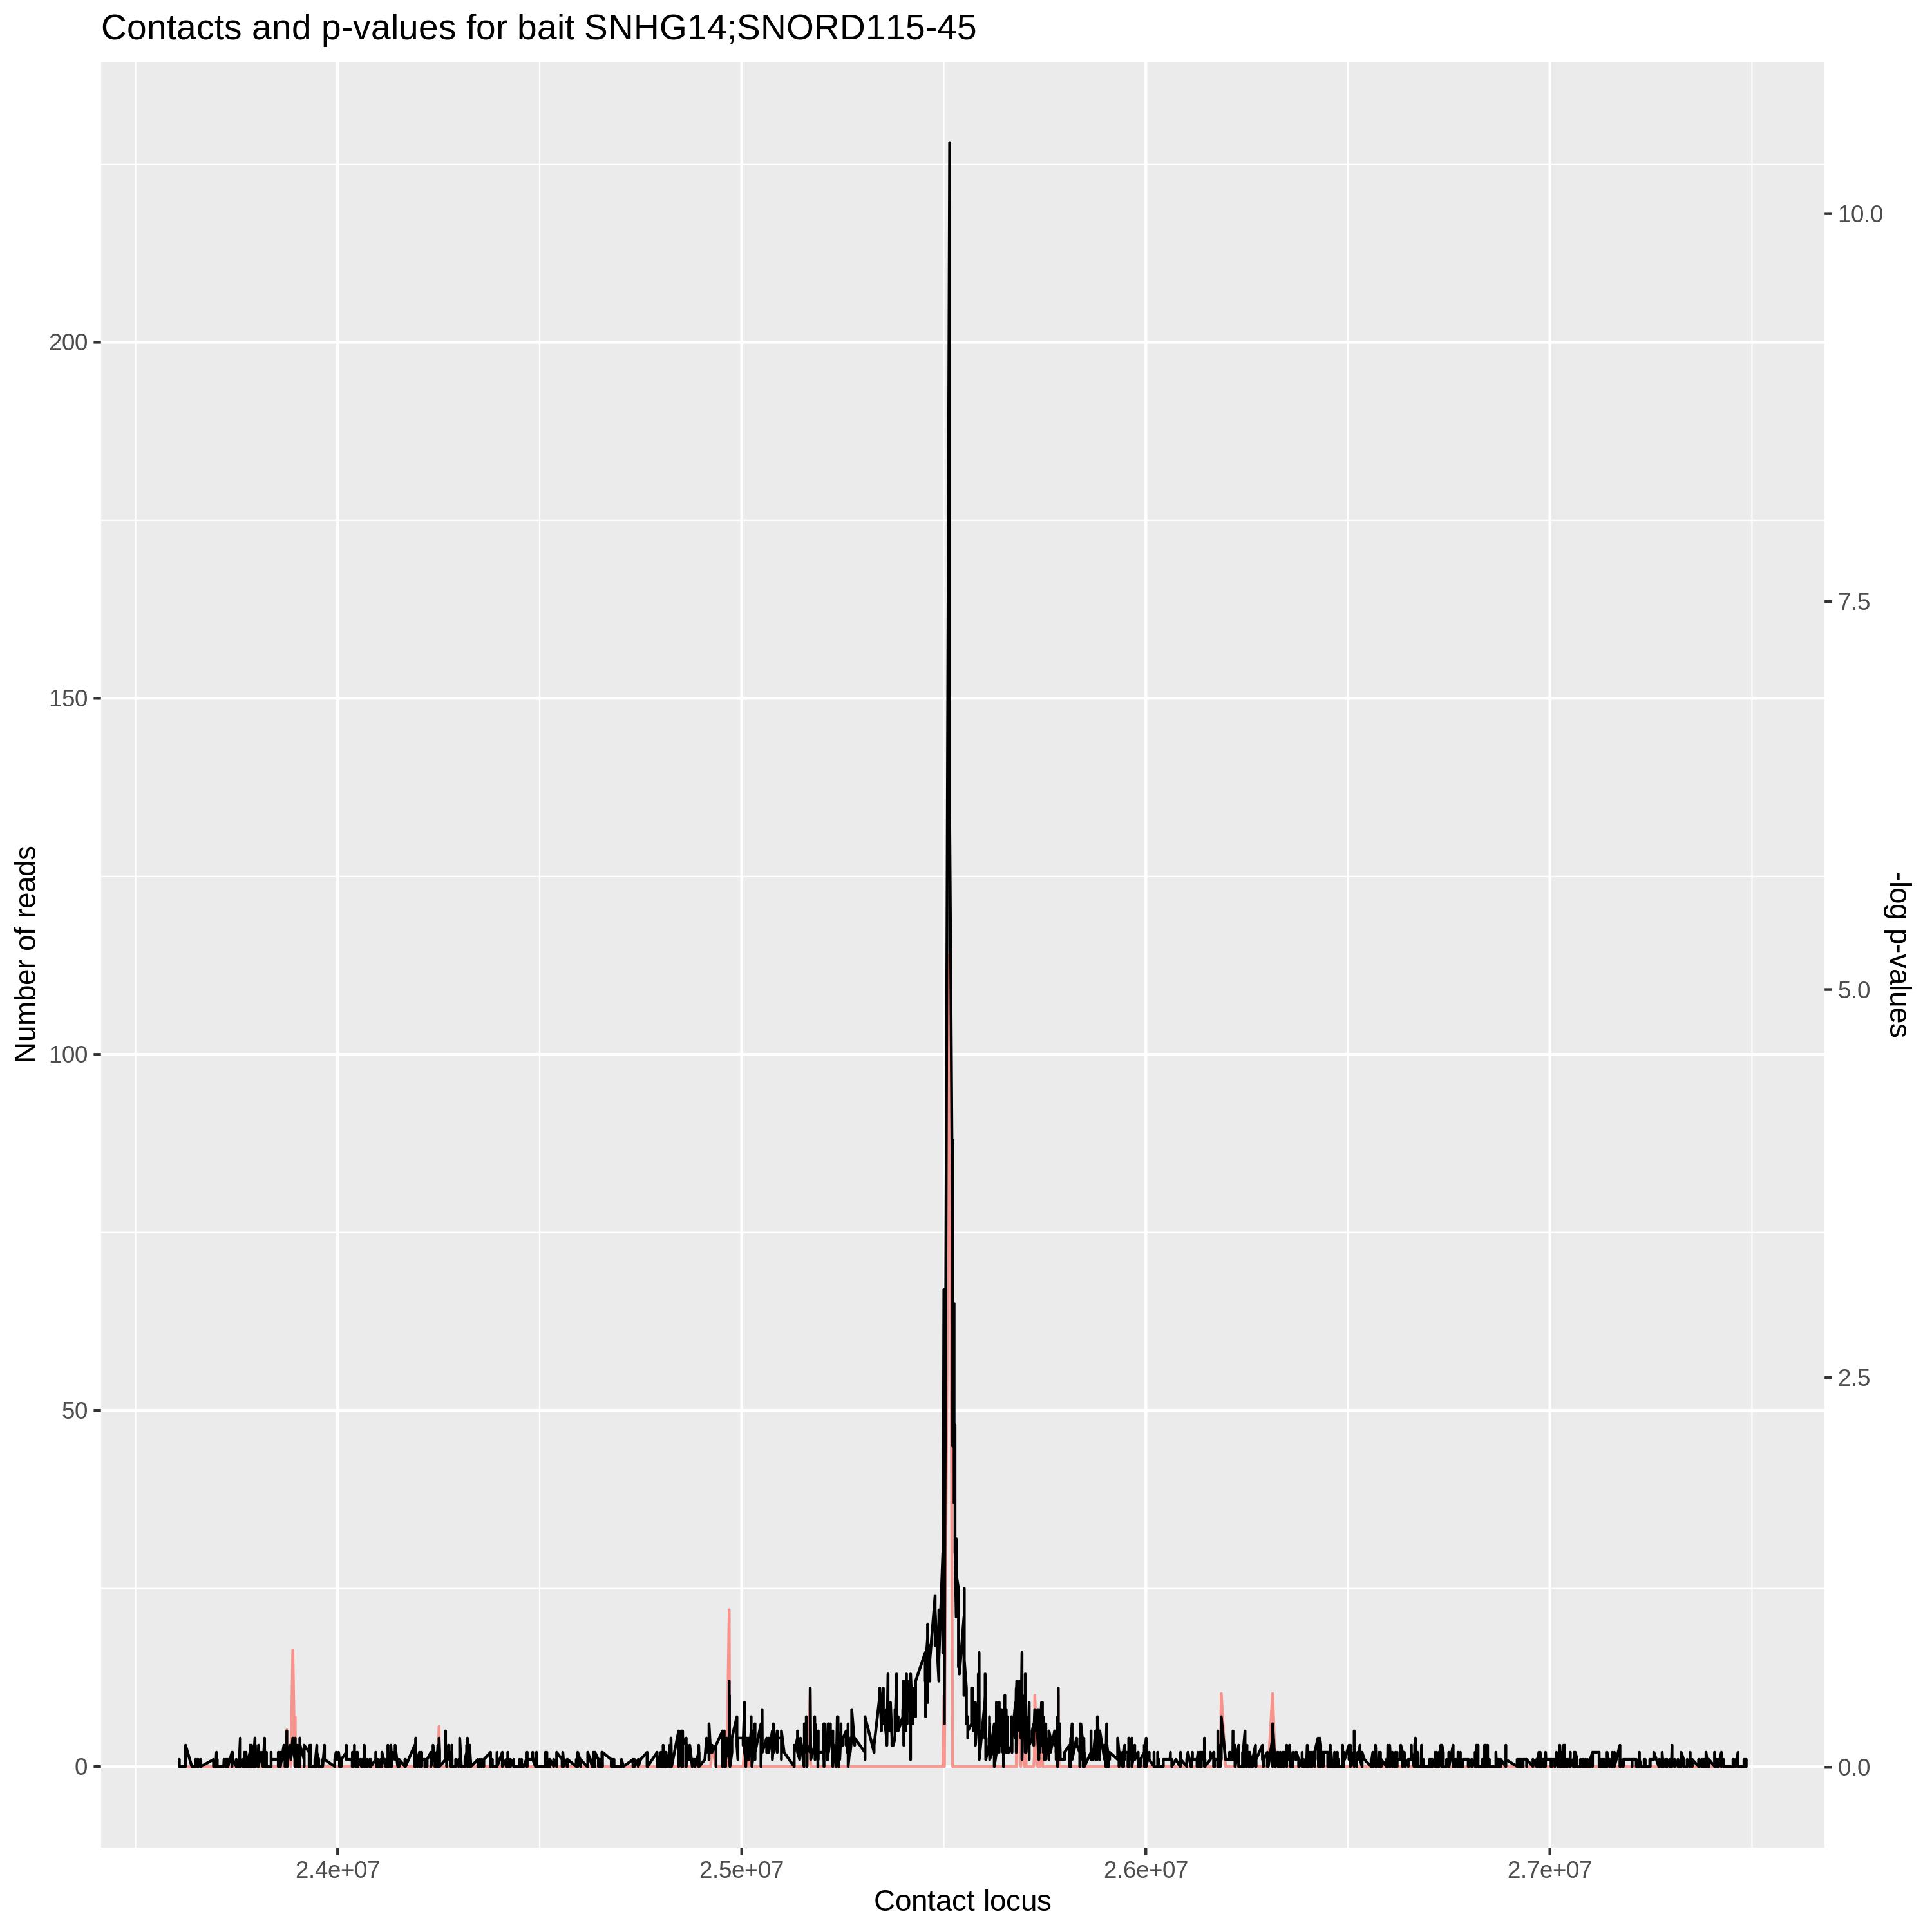 Contacts and p-values for bait SNHG14;SNORD115-45
Number of reads
200
150
100
50
0
10.0
7.5
5.0
2.5
0.0
-log p-values
2.4e+07
2.5e+07
2.6e+07
2.7e+07
Contact locus